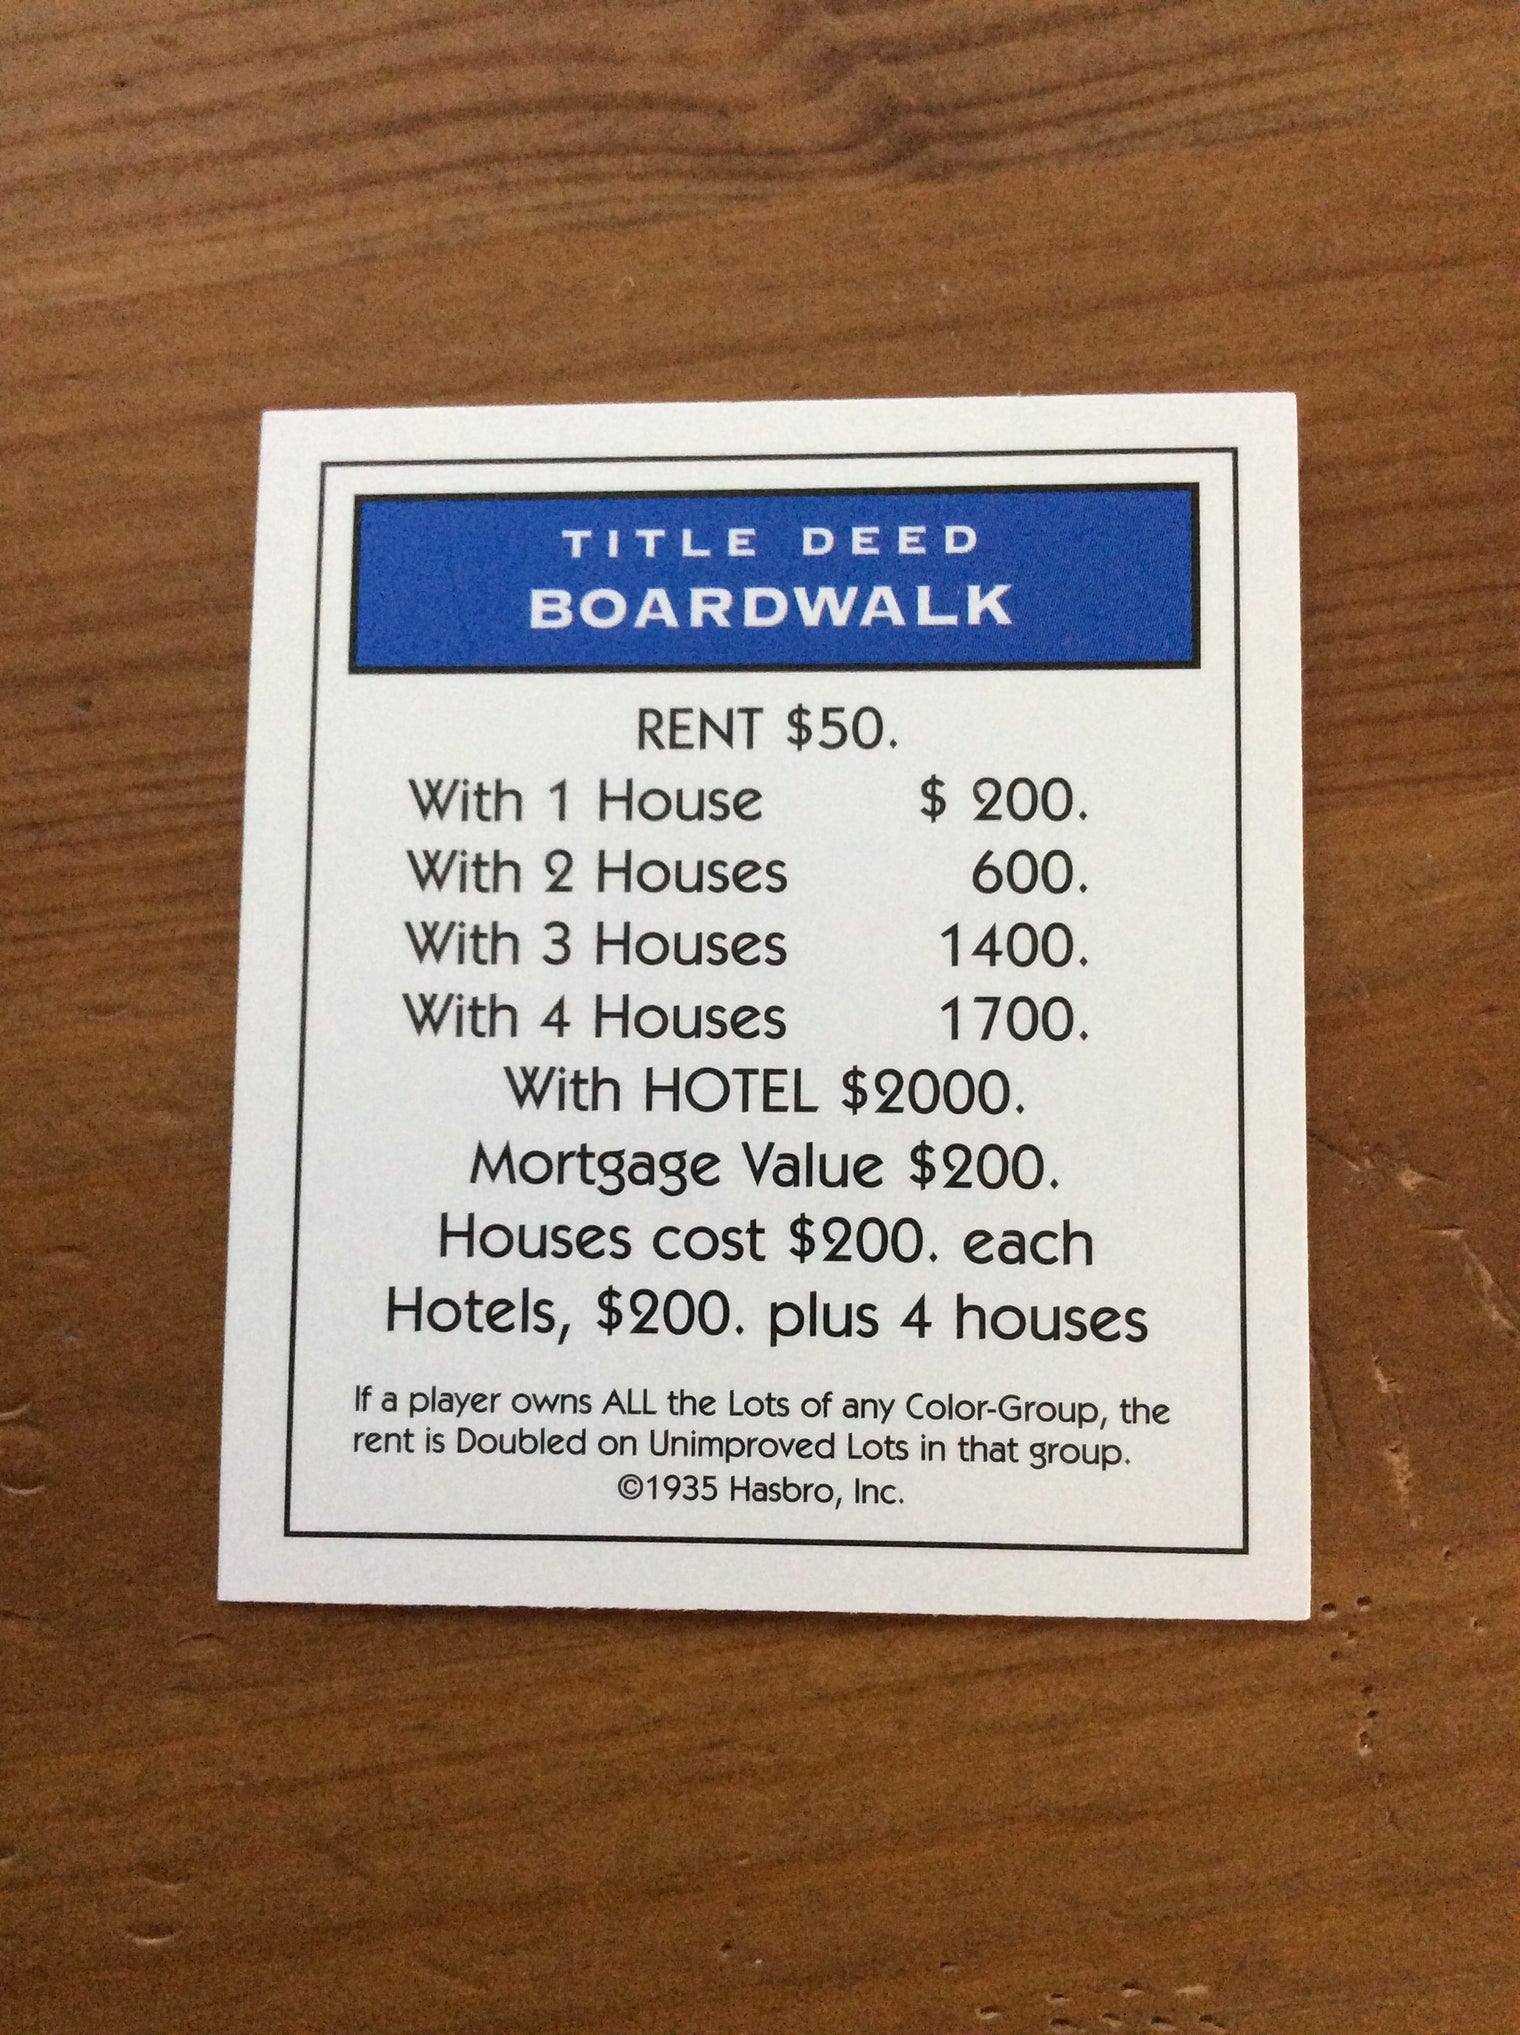 TITLE DEED
BOARDWALK
RENT $50.
With 1 House $ 200.
With 2 Houses 600.
With 3 Houses 1400.
With 4 Houses 1700.
With HOTEL $2000.
Mortgage Value $200.
Houses cost $200. each
Hotels, $200. plus 4 houses
If a player owns ALL the Lots of any Color-Group, the
rent is Doubled on Unimproved Lots in that group.
©1935 Hasbro, Inc.